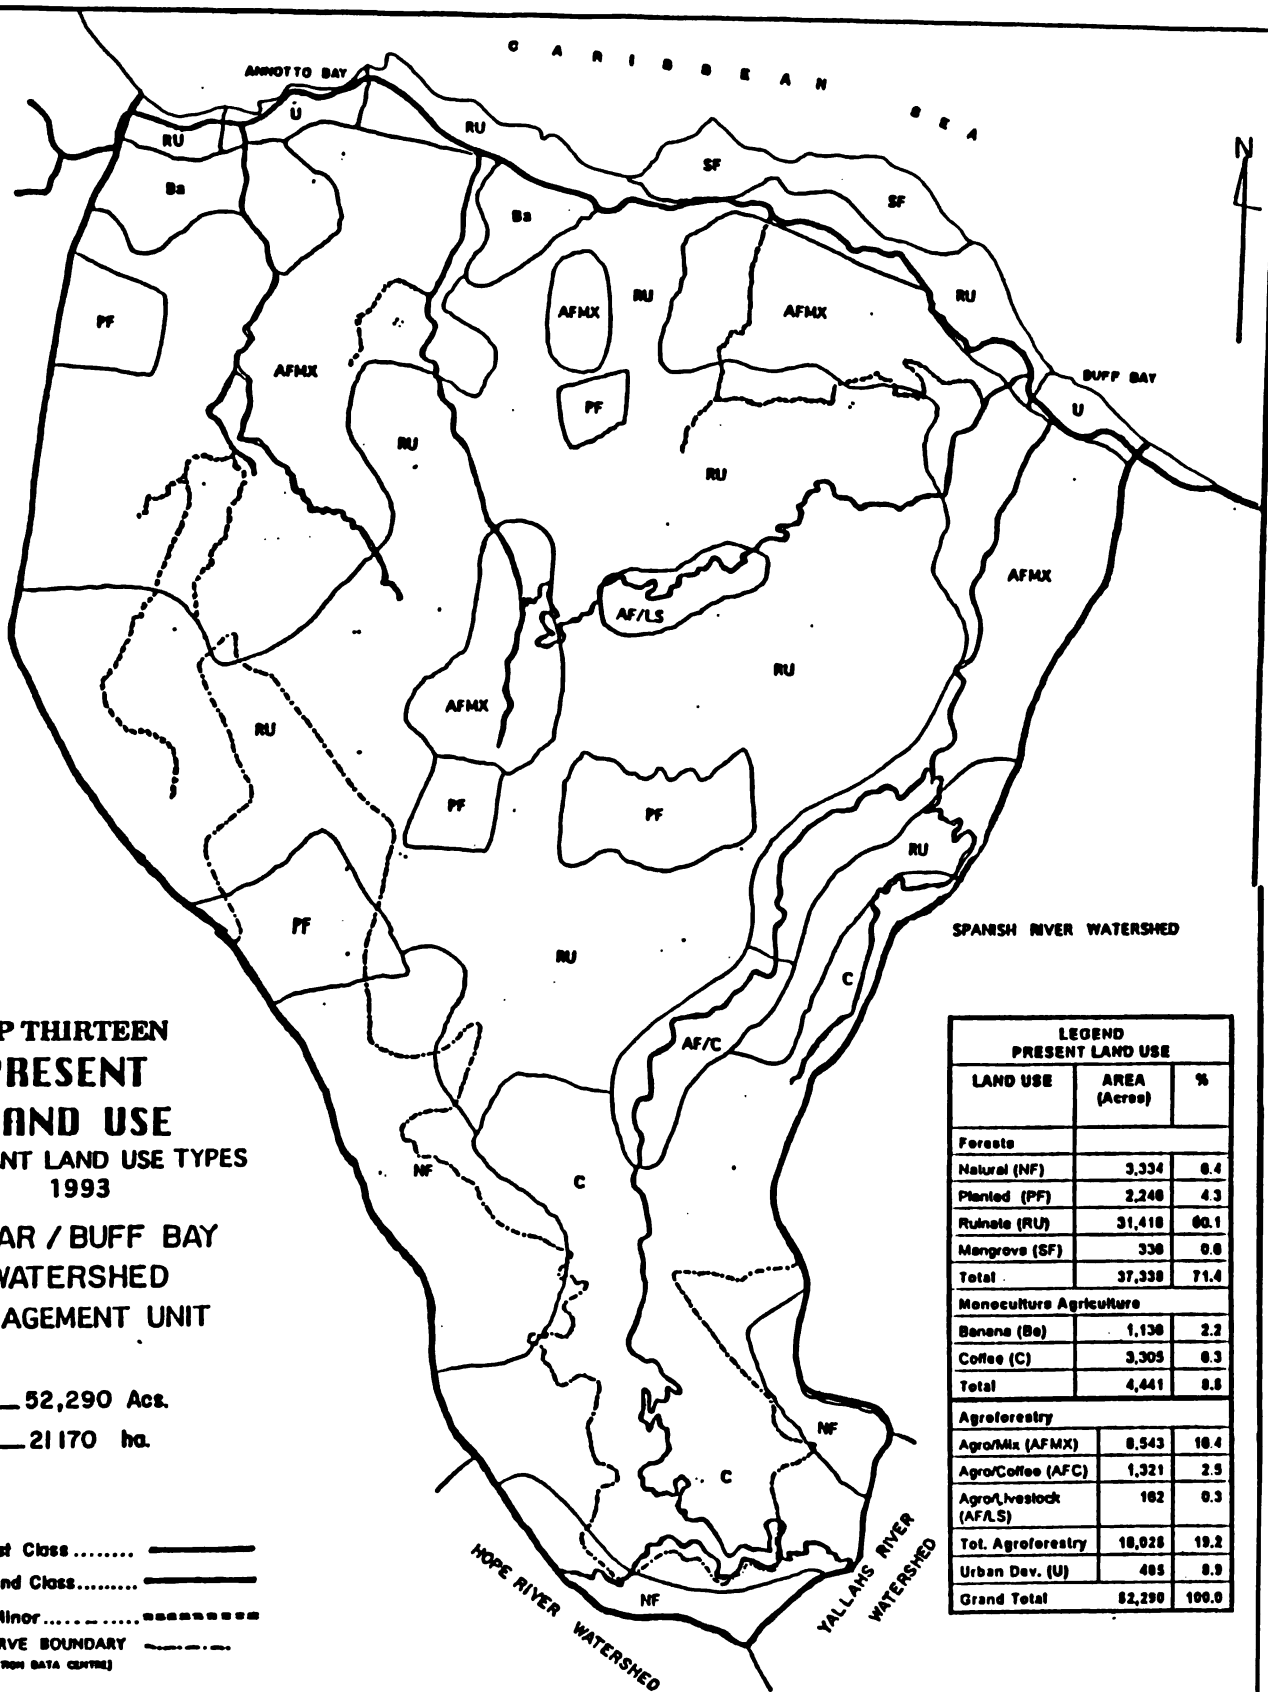 CARIBBEAN SEA
ANNOTTO BAY
N
U
RU
RU
SF
Ba
SF
Ba
RU
RU
PF
AFMX
AFMX
AFMX
BUFF BAY
PF
U
RU
RU
AFMX
AF/LS
RU
AFMX
RU
PF
PF
RU
PF
RU
C
SPANISH RIVER WATERSHED
AF/C
NF
C
NF
C
NF
HOPE RIVER WATERSHED
YALLAHS RIVER
WATERSHED
P THIRTEEN
PRESENT
AND USE
NT LAND USE TYPES
1993
AR / BUFF BAY
WATERSHED
AGEMENT UNIT
52,290 Acs.
21170 ha.
st Class ........
nd Class.........
Minor .............
RVE BOUNDARY
LEGEND
PRESENT LAND USE
LAND USE AREA (Acres) %
Forests
Natural (NF) 3,334 6.4
Planted (PF) 2,246 4.3
Ruinate (RU) 31,418 60.1
Mangrove (SF) 336 0.6
Total 37,338 71.4
Monoculture Agriculture
Banana (Ba) 1,136 2.2
Coffee (C) 3,305 6.3
Total 4,441 8.5
Agroforestry
Agro/Mix (AFMX) 8,543 16.4
Agro/Coffee (AFC) 1,321 2.5
Agro/Livestock 162 0.3
(AF/LS)
Tot. Agroforestry 10,026 19.2
Urban Dev. (U) 485 0.9
Grand Total 52,290 100.0